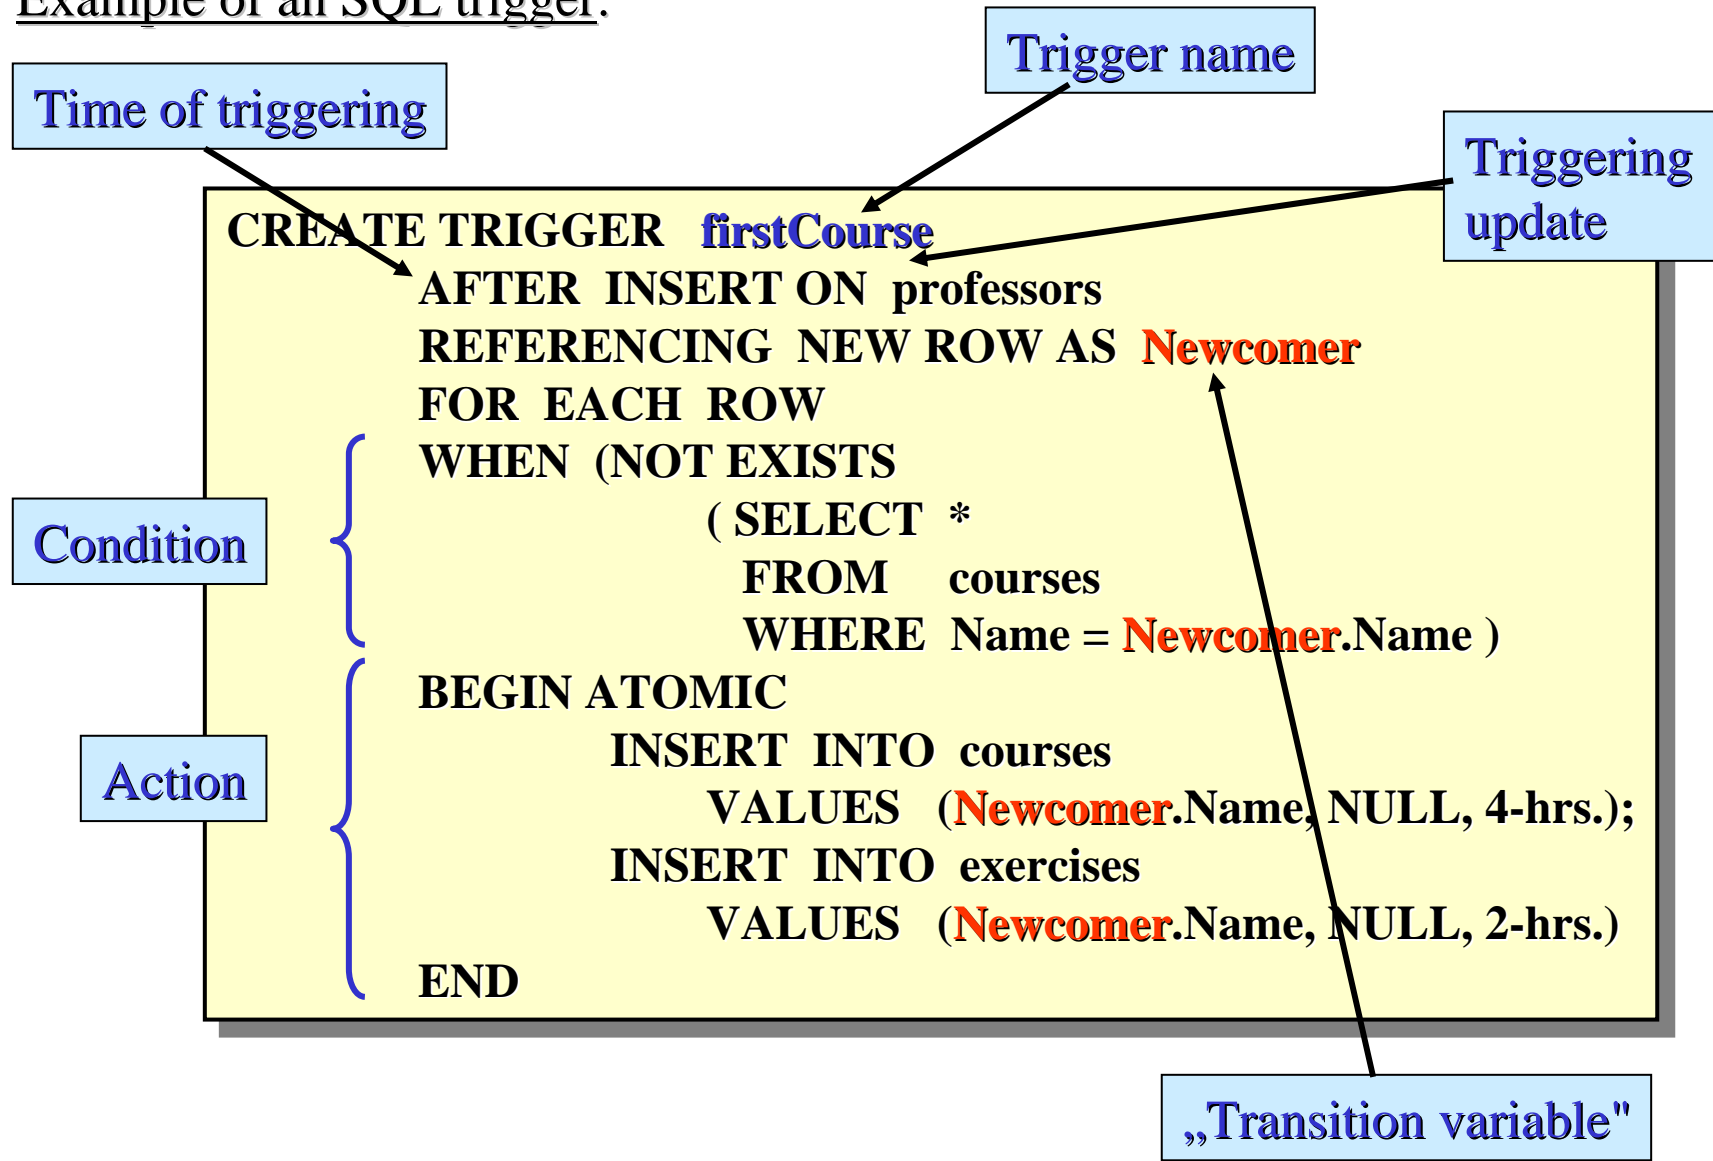 Example of an SQL trigger:
Trigger name
Time of triggering
Triggering
update
CREATE TRIGGER firstCourse
AFTER INSERT ON professors
REFERENCING NEW ROW AS Newcomer
FOR EACH ROW
WHEN (NOT EXISTS
( SELECT *
Condition
FROM courses
WHERE Name = Newcomer.Name )
BEGIN ATOMIC
INSERT INTO courses
Action
VALUES (Newcomer.Name, NULL, 4-hrs.);
INSERT INTO exercises
VALUES (Newcomer.Name, NULL, 2-hrs.)
END
„Transition variable"